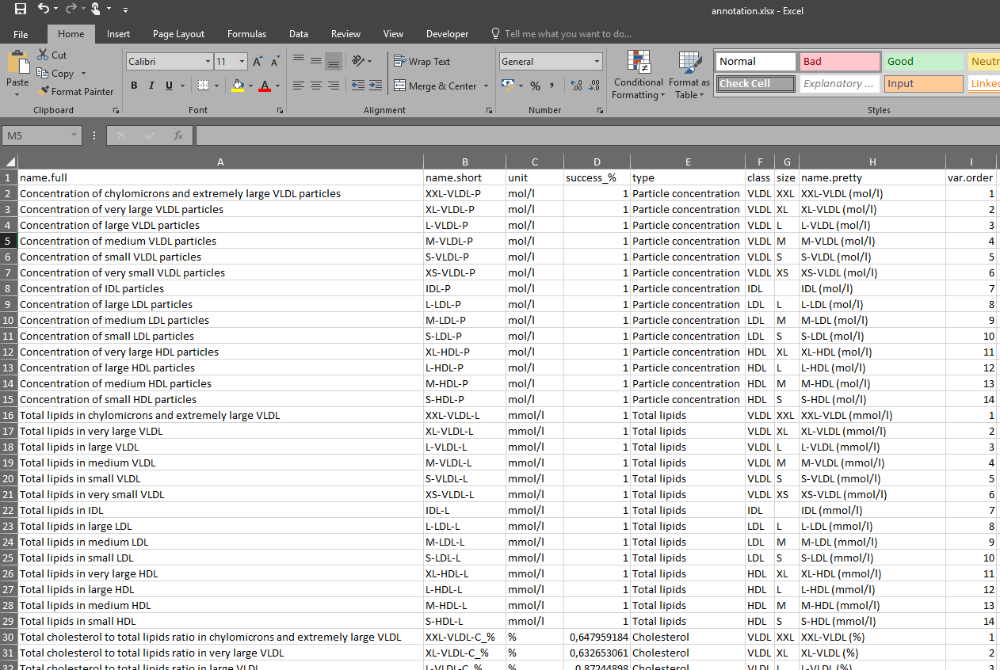 annotation.xlsx - Excel
File Home Insert Page Layout Formulas Data Review View Developer Tell me what you want to do...
Paste Cut Copy Format Painter Clipboard
Calibri 11 A A B I U A Font
Wrap Text Merge & Center Alignment
General % , Number
Conditional Formatting Format as Table
Normal Bad Good Neutr
Check Cell Explanatory ... Input Linked
Styles
M5 fx
A B C D E F G H I
1 name.full name.short unit success_% type class size name.pretty var.order
2 Concentration of chylomicrons and extremely large VLDL particles XXL-VLDL-P mol/l 1 Particle concentration VLDL XXL XXL-VLDL (mol/l) 1
3 Concentration of very large VLDL particles XL-VLDL-P mol/l 1 Particle concentration VLDL XL XL-VLDL (mol/l) 2
4 Concentration of large VLDL particles L-VLDL-P mol/l 1 Particle concentration VLDL L L-VLDL (mol/l) 3
5 Concentration of medium VLDL particles M-VLDL-P mol/l 1 Particle concentration VLDL M M-VLDL (mol/l) 4
6 Concentration of small VLDL particles S-VLDL-P mol/l 1 Particle concentration VLDL S S-VLDL (mol/l) 5
7 Concentration of very small VLDL particles XS-VLDL-P mol/l 1 Particle concentration VLDL XS XS-VLDL (mol/l) 6
8 Concentration of IDL particles IDL-P mol/l 1 Particle concentration IDL IDL (mol/l) 7
9 Concentration of large LDL particles L-LDL-P mol/l 1 Particle concentration LDL L L-LDL (mol/l) 8
10 Concentration of medium LDL particles M-LDL-P mol/l 1 Particle concentration LDL M M-LDL (mol/l) 9
11 Concentration of small LDL particles S-LDL-P mol/l 1 Particle concentration LDL S S-LDL (mol/l) 10
12 Concentration of very large HDL particles XL-HDL-P mol/l 1 Particle concentration HDL XL XL-HDL (mol/l) 11
13 Concentration of large HDL particles L-HDL-P mol/l 1 Particle concentration HDL L L-HDL (mol/l) 12
14 Concentration of medium HDL particles M-HDL-P mol/l 1 Particle concentration HDL M M-HDL (mol/l) 13
15 Concentration of small HDL particles S-HDL-P mol/l 1 Particle concentration HDL S S-HDL (mol/l) 14
16 Total lipids in chylomicrons and extremely large VLDL XXL-VLDL-L mmol/l 1 Total lipids VLDL XXL XXL-VLDL (mmol/l) 1
17 Total lipids in very large VLDL XL-VLDL-L mmol/l 1 Total lipids VLDL XL XL-VLDL (mmol/l) 2
18 Total lipids in large VLDL L-VLDL-L mmol/l 1 Total lipids VLDL L L-VLDL (mmol/l) 3
19 Total lipids in medium VLDL M-VLDL-L mmol/l 1 Total lipids VLDL M M-VLDL (mmol/l) 4
20 Total lipids in small VLDL S-VLDL-L mmol/l 1 Total lipids VLDL S S-VLDL (mmol/l) 5
21 Total lipids in very small VLDL XS-VLDL-L mmol/l 1 Total lipids VLDL XS XS-VLDL (mmol/l) 6
22 Total lipids in IDL IDL-L mmol/l 1 Total lipids IDL IDL (mmol/l) 7
23 Total lipids in large LDL L-LDL-L mmol/l 1 Total lipids LDL L L-LDL (mmol/l) 8
24 Total lipids in medium LDL M-LDL-L mmol/l 1 Total lipids LDL M M-LDL (mmol/l) 9
25 Total lipids in small LDL S-LDL-L mmol/l 1 Total lipids LDL S S-LDL (mmol/l) 10
26 Total lipids in very large HDL XL-HDL-L mmol/l 1 Total lipids HDL XL XL-HDL (mmol/l) 11
27 Total lipids in large HDL L-HDL-L mmol/l 1 Total lipids HDL L L-HDL (mmol/l) 12
28 Total lipids in medium HDL M-HDL-L mmol/l 1 Total lipids HDL M M-HDL (mmol/l) 13
29 Total lipids in small HDL S-HDL-L mmol/l 1 Total lipids HDL S S-HDL (mmol/l) 14
30 Total cholesterol to total lipids ratio in chylomicrons and extremely large VLDL XXL-VLDL-C_% % 0,647959184 Cholesterol VLDL XXL XXL-VLDL (%) 1
31 Total cholesterol to total lipids ratio in very large VLDL XL-VLDL-C_% % 0,632653061 Cholesterol VLDL XL XL-VLDL (%) 2
32 Total cholesterol to total lipids ratio in large VLDL L-VLDL-C_% % 0,87244898 Cholesterol VLDL L L-VLDL (%) 3